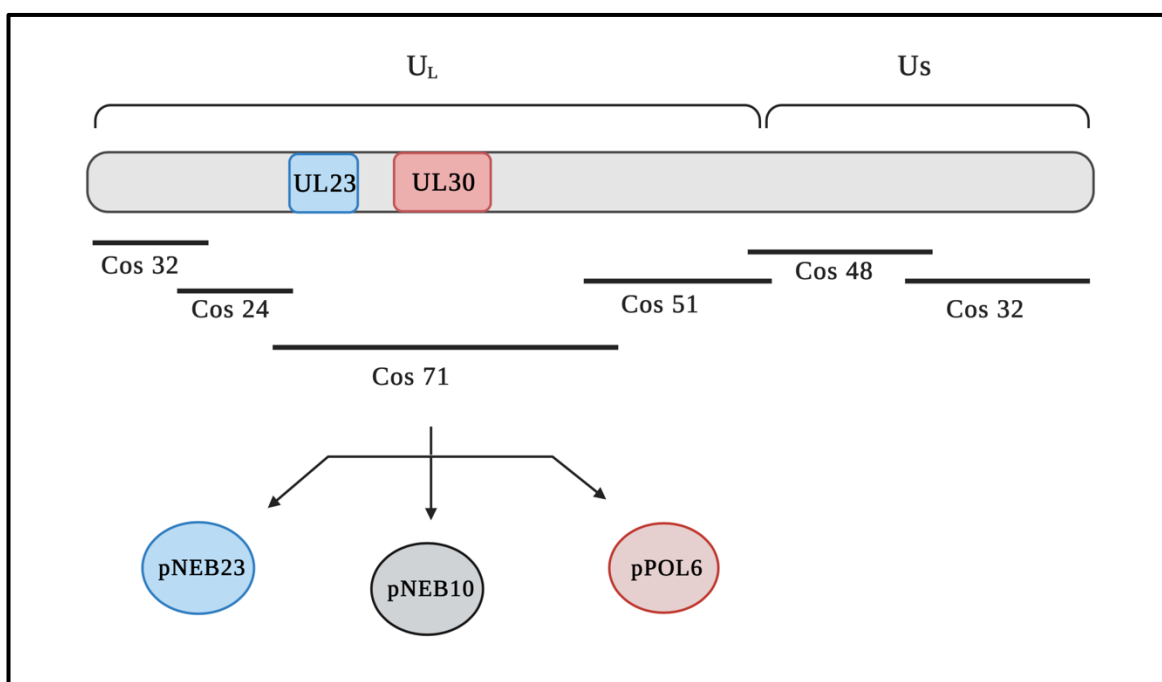 UL Us
UL23 UL30
Cos 32
Cos 24
Cos 48
Cos 51
Cos 32
Cos 71
pNEB23 pNEB10 pPOL6